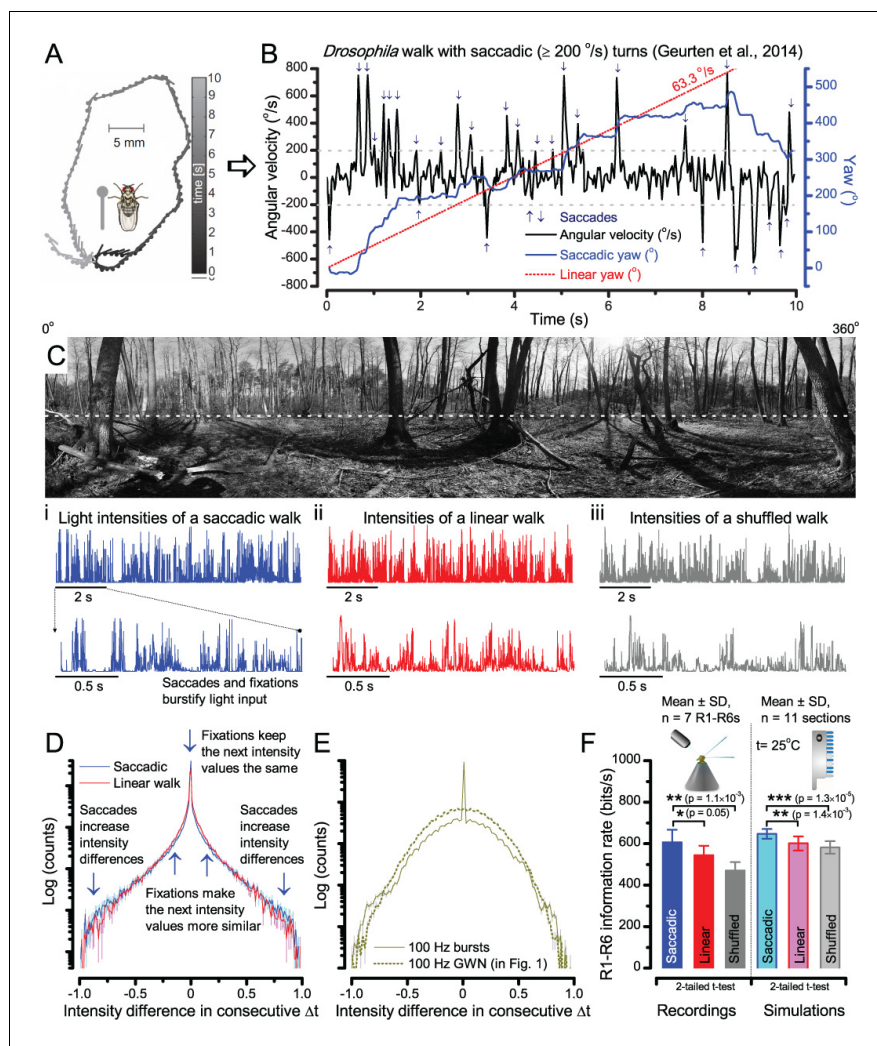 A
5 mm
time [s]
10
9
8
7
6
5
4
3
2
1
0
B
Drosophila walk with saccadic (≥ 200 °/s) turns (Geurten et al., 2014)
Angular velocity (°/s)
800
600
400
200
0
-200
-400
-600
-800
63.3 °/s
↑↓ Saccades
Angular velocity (°/s)
Saccadic yaw (°)
Linear yaw (°)
500
400
300
200
100
0
Yaw (°)
0 2 4 6 8 10
Time (s)
0° 360°
C
i Light intensities of a saccadic walk
2 s
0.5 s
Saccades and fixations
burstify light input
ii Intensities of a linear walk
2 s
0.5 s
iii Intensities of a shuffled walk
2 s
0.5 s
D
Saccadic
Linear walk
Fixations keep
the next intensity
values the same
Saccades
increase
intensity
differences
Saccades
increase
intensity
differences
Fixations make
the next intensity
values more similar
Log (counts)
-1.0 -0.5 0 0.5 1.0
Intensity difference in consecutive Δt
E
Log (counts)
100 Hz bursts
100 Hz GWN (in Fig. 1)
-1.0 -0.5 0 0.5 1.0
Intensity difference in consecutive Δt
F
Mean ± SD,
n = 7 R1-R6s
Mean ± SD,
n = 11 sections
t= 25°C
R1-R6 information rate (bits/s)
1000
800
600
400
200
0
** (p = 1.1×10-3)
* (p = 0.05)
*** (p = 1.3×10-5)
** (p = 1.4×10-3)
Saccadic
Linear
Shuffled
Saccadic
Linear
Shuffled
2-tailed t-test
2-tailed t-test
Recordings
Simulations